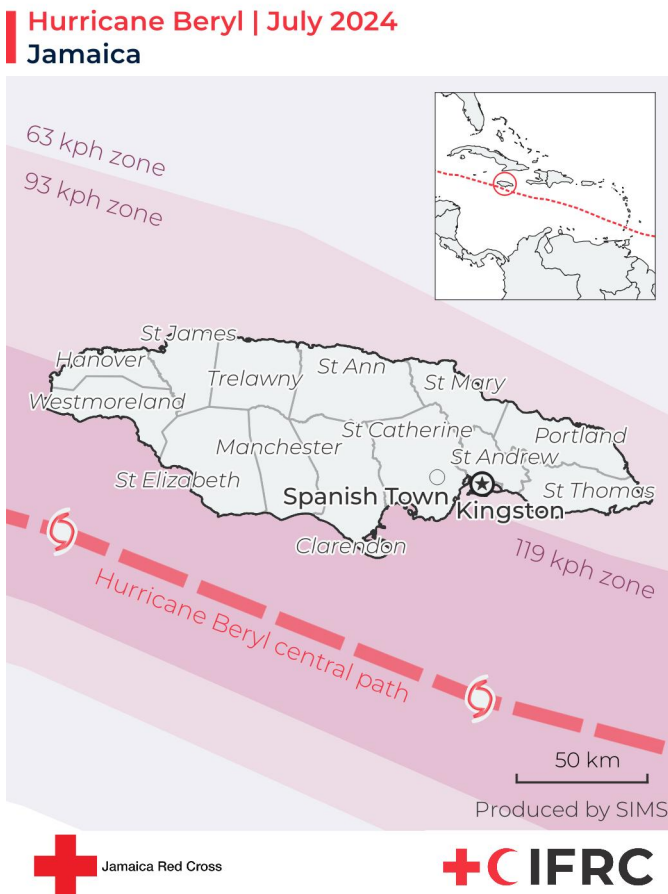 Hurricane Beryl | July 2024
Jamaica
63 kph zone
93 kph zone
St James
Hanover
St Ann
Trelawny
St Mary
Westmoreland
St Catherine
Portland
Manchester
St Andrew
St Elizabeth
St Thomas
Spanish Town
Kingston
Clarendon
119 kph zone
Hurricane Beryl central path
50 km
Produced by SIMS
Jamaica Red Cross
IFRC